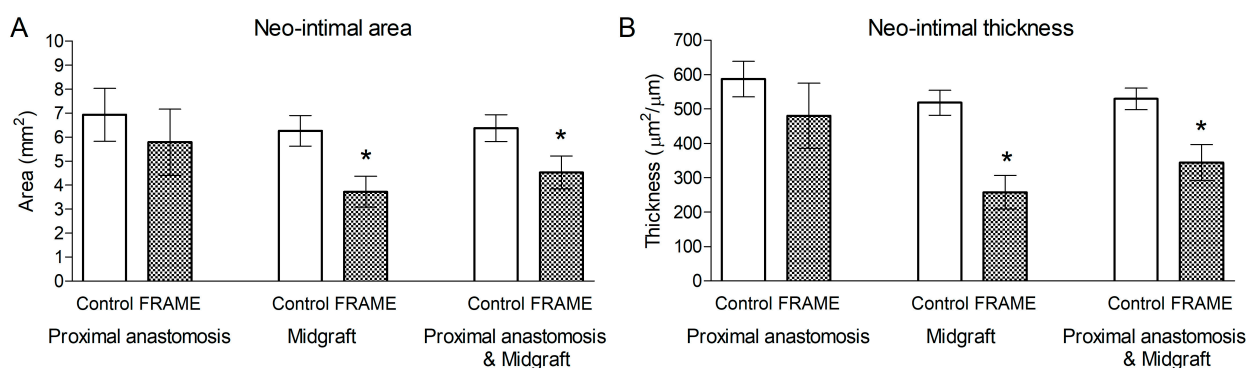 A
Neo-intimal area
10
9
8
7
6
5
4
3
2
1
0
Area (mm²)
*
*
Control FRAME
Control FRAME
Control FRAME
Proximal anastomosis
Midgraft
Proximal anastomosis
& Midgraft
B
Neo-intimal thickness
700
600
500
400
300
200
100
0
Thickness (μm²/μm)
*
*
Control FRAME
Control FRAME
Control FRAME
Proximal anastomosis
Midgraft
Proximal anastomosis
& Midgraft